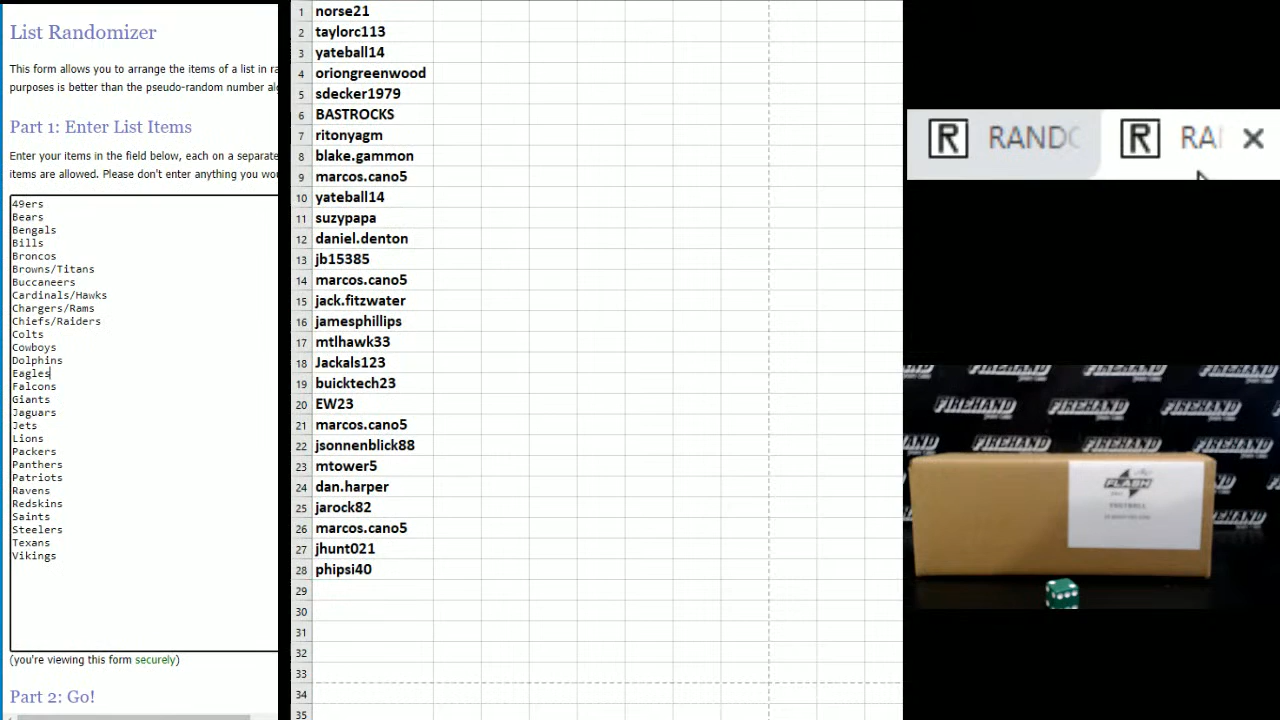 List Randomizer
This form allows you to arrange the items of a list in
purposes is better than the pseudo-random number
Part 1: Enter List Items
Enter your items in the field below, each on a separate
items are allowed. Please don't enter anything you
49ers
Bears
Bengals
Bills
Broncos
Browns/Titans
Buccaneers
Cardinals/Hawks
Chargers/Rams
Chiefs/Raiders
Colts
Cowboys
Dolphins
Eagles
Falcons
Giants
Jaguars
Jets
Lions
Packers
Panthers
Patriots
Ravens
Redskins
Saints
Steelers
Texans
Vikings
(you're viewing this form securely)
Part 2: Go!
1 norse21
2 taylorc113
3 yateball14
4 oriongreenwood
5 sdecker1979
6 BASTROCKS
7 ritonyagm
8 blake.gammon
9 marcos.cano5
10 yateball14
11 suzypapa
12 daniel.denton
13 jb15385
14 marcos.cano5
15 jack.fitzwater
16 jamesphillips
17 mtlhawk33
18 Jackals123
19 buicktech23
20 EW23
21 marcos.cano5
22 jsonnenblick88
23 mtower5
24 dan.harper
25 jarock82
26 marcos.cano5
27 jhunt021
28 phipsi40
29
30
31
32
33
34
35
R RANDO R RA
FIREHAND FIREHAND FIREHAND
FIREHAND FIREHAND FIREHAND
FLASH